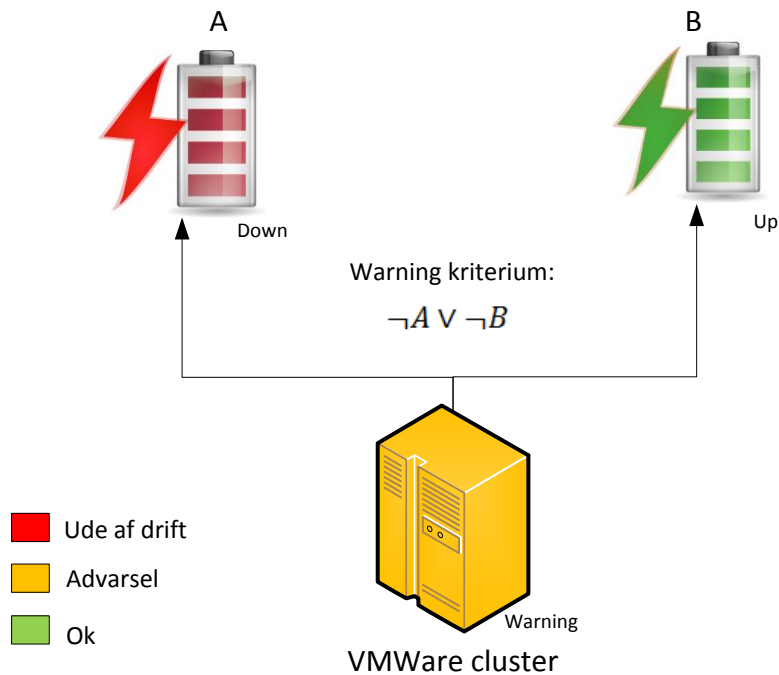 A
B
Down
Up
Warning kriterium:
¬A ∨ ¬B
Ude af drift
Advarsel
Ok
Warning
VMWare cluster